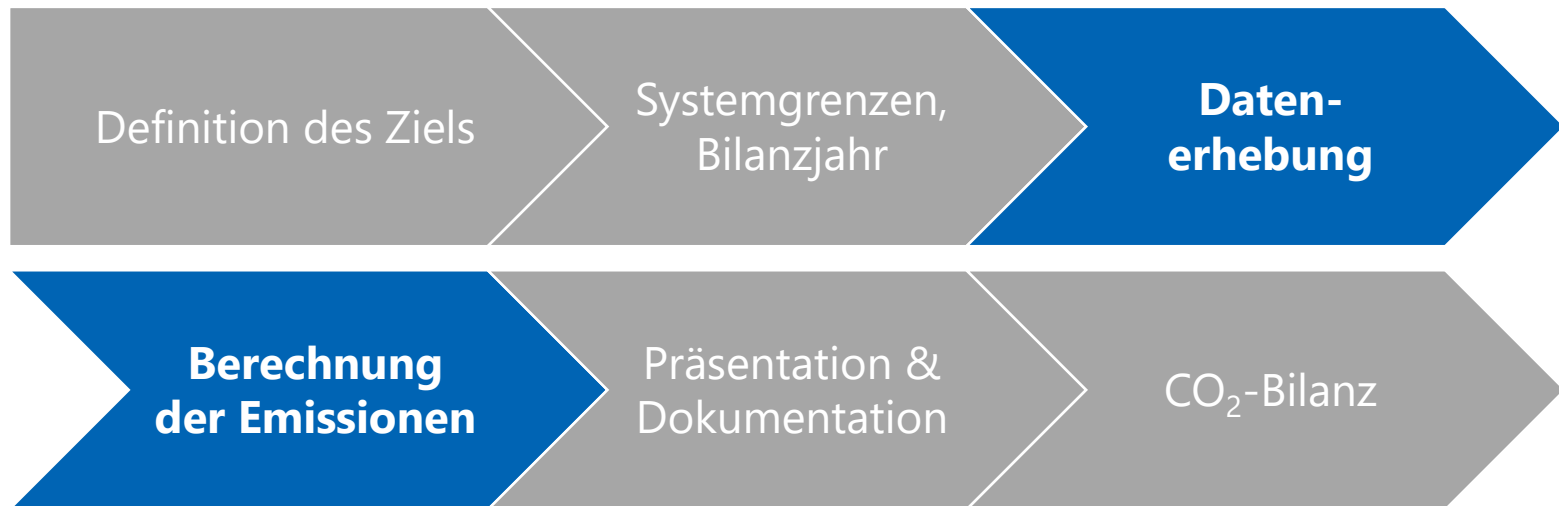 Definition des Ziels
Systemgrenzen,
Bilanzjahr
Daten-
erhebung
Berechnung
der Emissionen
Präsentation &
Dokumentation
CO₂-Bilanz